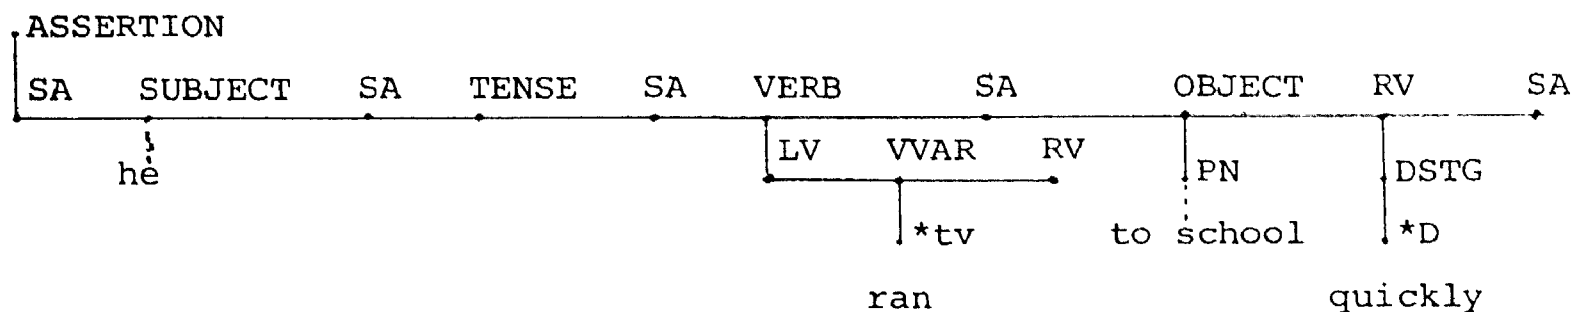 ASSERTION
SA SUBJECT SA TENSE SA VERB SA OBJECT RV SA
he LV VVAR RV PN DSTG
*tv to school *D
ran quickly